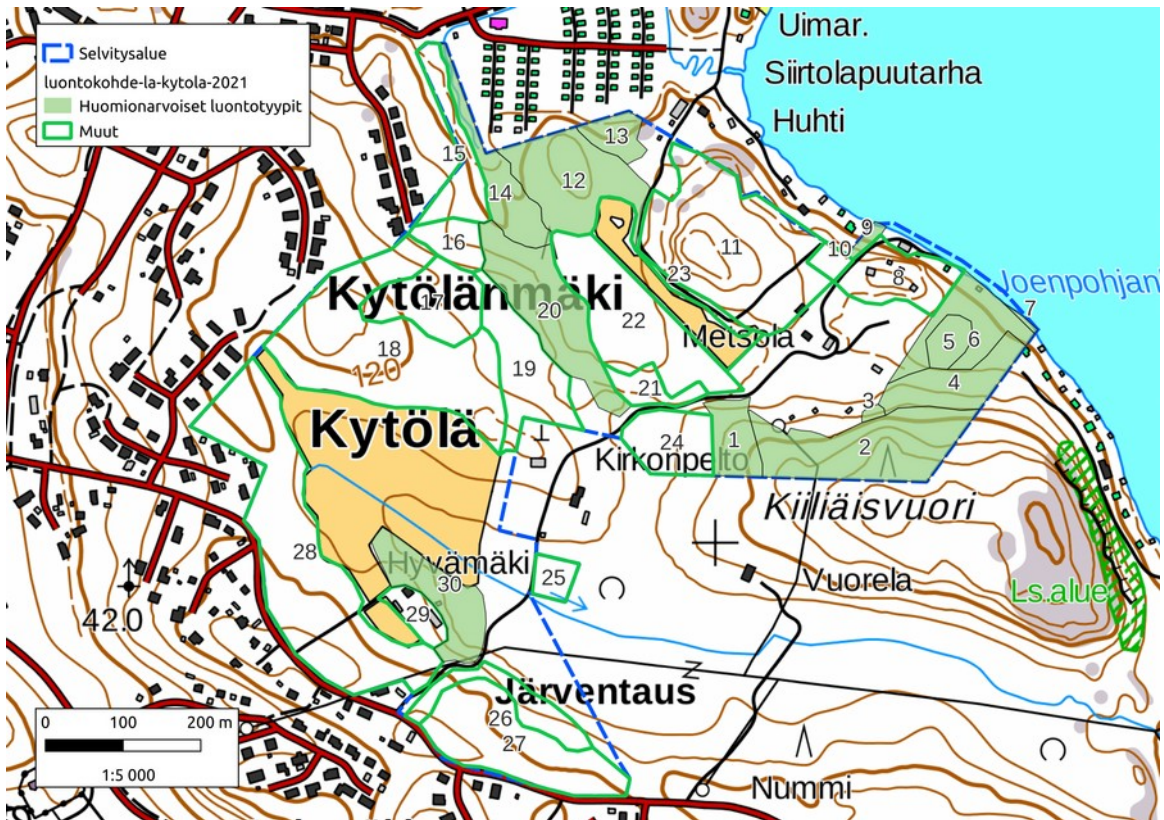 Selvitysalue
luontokohde-la-kytola-2021
Huomionarvoiset luontotyypit
Muut
Uimar.
Siirtolapuutarha
Huhti
13
15
14
12
9
16
11
10
23
8
Joenpohjanl
Kytölänmäki
17
20
22
7
Metsola
5
6
18
120
19
21
4
3
Kytölä
24
1
2
Kirkonpelto
Kiiliäisvuori
28
Hyvämäki
30
25
Vuorela
Ls.alue
29
42.0
Z
Järventaus
26
27
0 100 200 m
1:5 000
Nummi